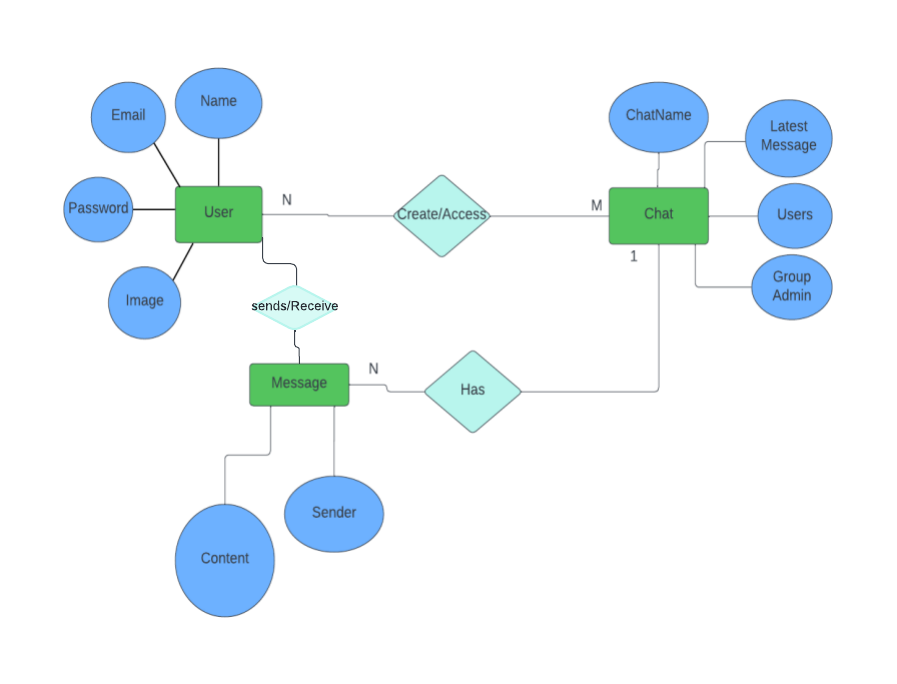 Email
Name
ChatName
Latest
Message
Password
User
N
Create/Access
M
Chat
Users
1
Group
Admin
Image
sends/Receive
Message
N
Has
Sender
Content